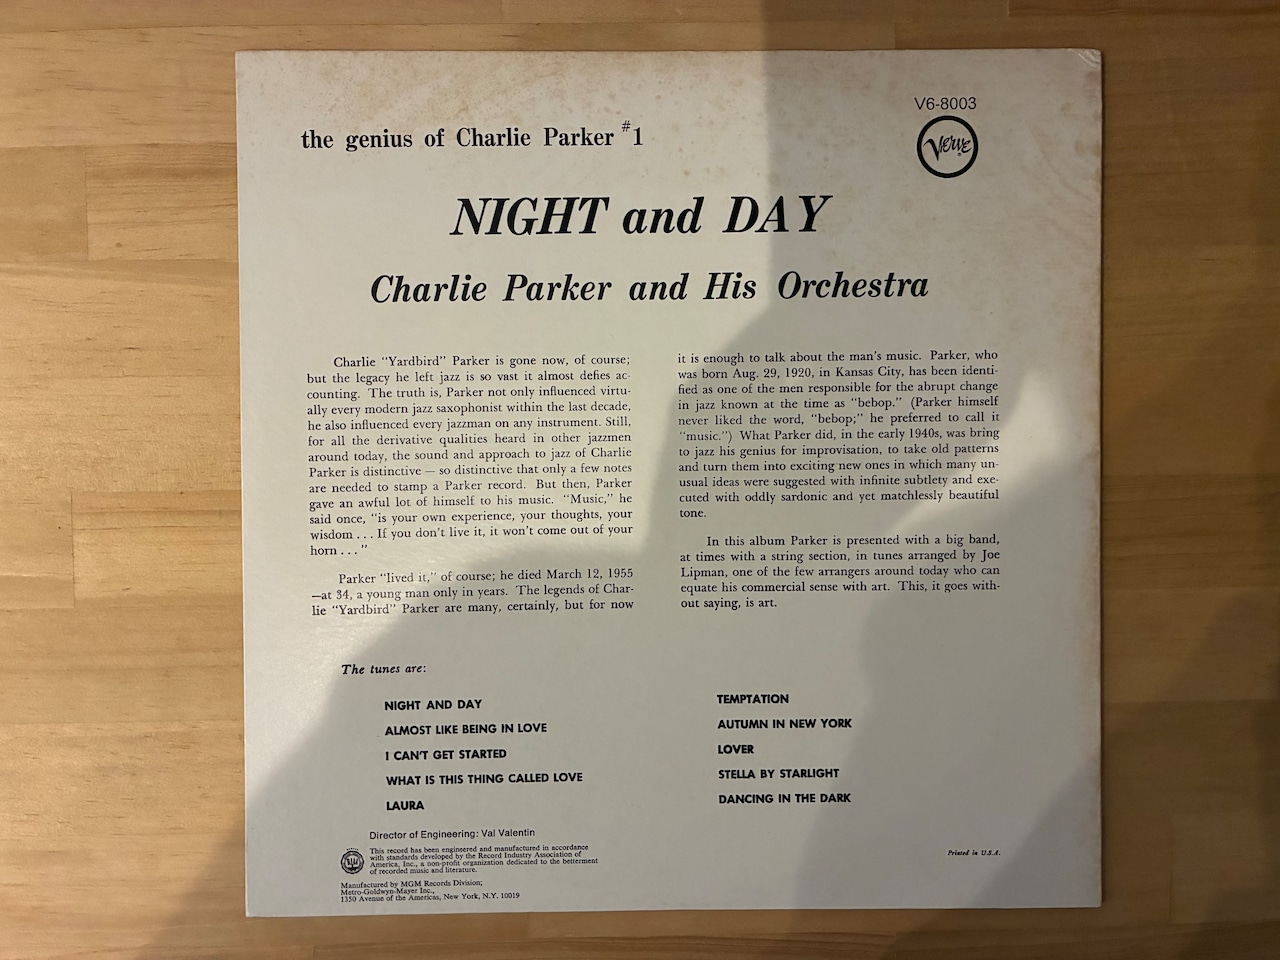 V6-8003
the genius of Charlie Parker #1
Verve
NIGHT and DAY
Charlie Parker and His Orchestra
Charlie "Yardbird" Parker is gone now, of course;
but the legacy he left jazz is so vast it almost defies ac-
counting. The truth is, Parker not only influenced virtu-
ally every modern jazz saxophonist within the last decade,
he also influenced every jazzman on any instrument. Still,
for all the derivative qualities heard in other jazzmen
around today, the sound and approach to jazz of Charlie
Parker is distinctive — so distinctive that only a few notes
are needed to stamp a Parker record. But then, Parker
gave an awful lot of himself to his music. "Music," he
said once, "is your own experience, your thoughts, your
wisdom . . . If you don't live it, it won't come out of your
horn . . . "
Parker "lived it," of course; he died March 12, 1955
—at 34, a young man only in years. The legends of Char-
lie "Yardbird" Parker are many, certainly, but for now
it is enough to talk about the man's music. Parker, who
was born Aug. 29, 1920, in Kansas City, has been identi-
fied as one of the men responsible for the abrupt change
in jazz known at the time as "bebop." (Parker himself
never liked the word, "bebop;" he preferred to call it
"music.") What Parker did, in the early 1940s, was bring
to jazz his genius for improvisation, to take old patterns
and turn them into exciting new ones in which many un-
usual ideas were suggested with infinite subtlety and exe-
cuted with oddly sardonic and yet matchlessly beautiful
tone.
In this album Parker is presented with a big band,
at times with a string section, in tunes arranged by Joe
Lipman, one of the few arrangers around today who can
equate his commercial sense with art. This, it goes with-
out saying, is art.
The tunes are:
NIGHT AND DAY
ALMOST LIKE BEING IN LOVE
I CAN'T GET STARTED
WHAT IS THIS THING CALLED LOVE
LAURA
TEMPTATION
AUTUMN IN NEW YORK
LOVER
STELLA BY STARLIGHT
DANCING IN THE DARK
Director of Engineering: Val Valentin
This record has been engineered and manufactured in accordance
with standards developed by the Record Industry Association of
America, Inc., a non-profit organization dedicated to the betterment
of recorded music and literature.
Manufactured by MGM Records Division;
Metro-Goldwyn-Mayer Inc.,
1350 Avenue of the Americas, New York, N.Y. 10019
Printed in U.S.A.